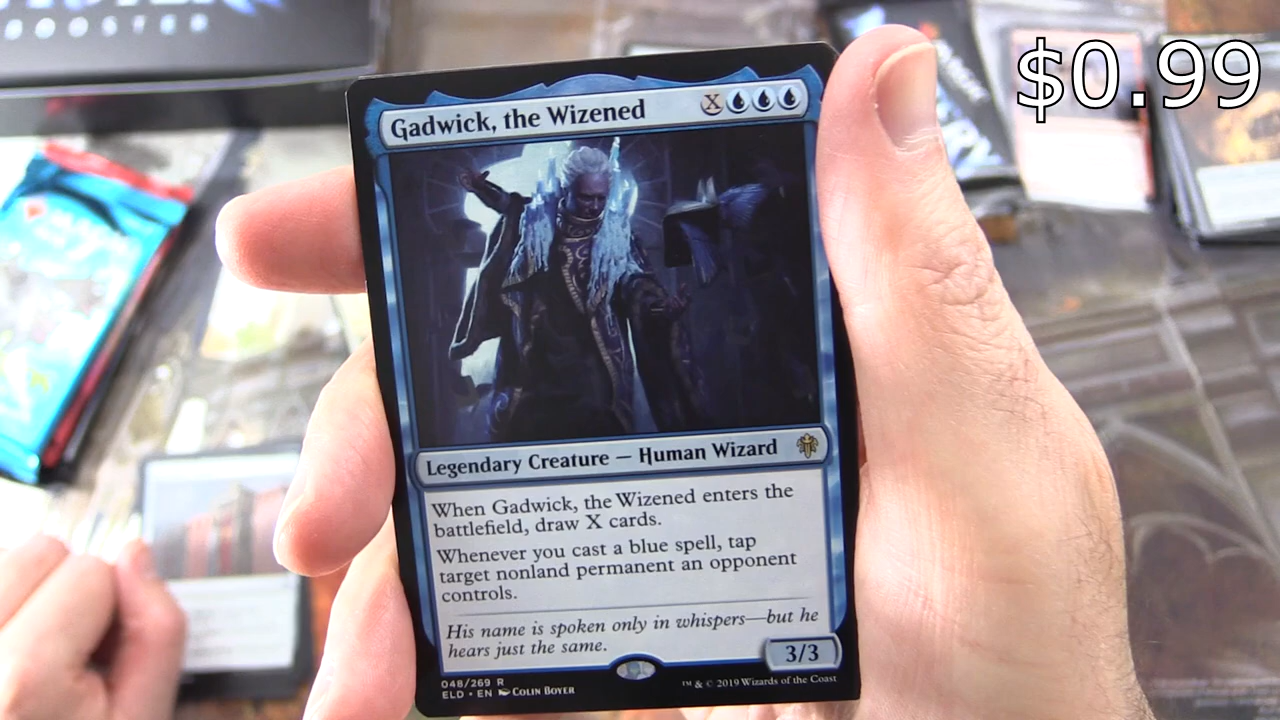 BOOSTER
$0.99
Gadwick, the Wizened X
Legendary Creature — Human Wizard
When Gadwick, the Wizened enters the
battlefield, draw X cards.
Whenever you cast a blue spell, tap
target nonland permanent an opponent
controls.
His name is spoken only in whispers—but he
hears just the same.
3/3
048/269 R
ELD • EN COLIN BOYER
™ & © 2019 Wizards of the Coast